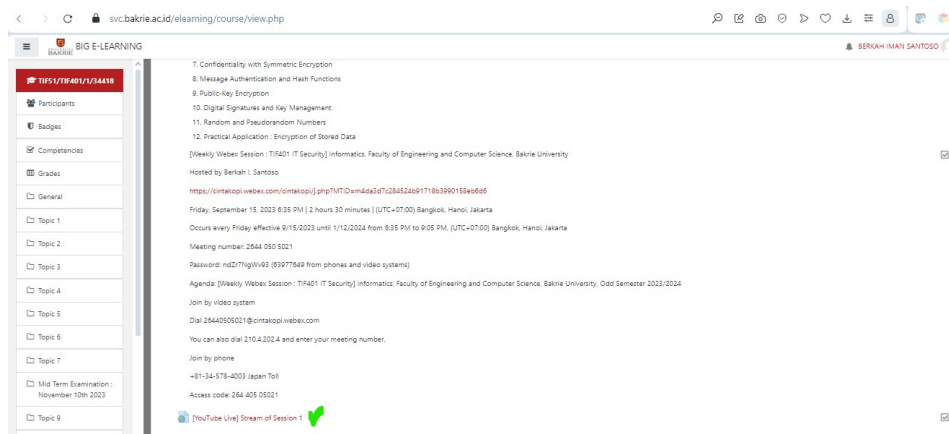 svc.bakrie.ac.id/elearning/course/view.php
BAKRIE BIG E-LEARNING
BERKAH IMAN SANTOSO
TIF51/TIF401/1/34418
Participants
Badges
Competencies
Grades
General
Topic 1
Topic 2
Topic 3
Topic 4
Topic 5
Topic 6
Topic 7
Mid Term Examination :
November 10th 2023
Topic 9
7. Confidentiality with Symmetric Encryption
8. Message Authentication and Hash Functions
9. Public-Key Encryption
10. Digital Signatures and Key Management
11. Random and Pseudorandom Numbers
12. Practical Application : Encryption of Stored Data
[Weekly Webex Session : TIF401 IT Security] Informatics, Faculty of Engineering and Computer Science, Bakrie University
Hosted by Berkah I. Santoso
https://cintakopi.webex.com/cintakopi/j.php?MTID=m4da3d7c284524b91718b3990158eb6d6
Friday, September 15, 2023 6:35 PM | 2 hours 30 minutes | (UTC+07:00) Bangkok, Hanoi, Jakarta
Occurs every Friday effective 9/15/2023 until 1/12/2024 from 6:35 PM to 9:05 PM, (UTC+07:00) Bangkok, Hanoi, Jakarta
Meeting number: 2644 050 5021
Password: ndZr7NgWv93 (63977649 from phones and video systems)
Agenda: [Weekly Webex Session : TIF401 IT Security] Informatics, Faculty of Engineering and Computer Science, Bakrie University, Odd Semester 2023/2024
Join by video system
Dial 26440505021@cintakopi.webex.com
You can also dial 210.4.202.4 and enter your meeting number.
Join by phone
+81-34-578-4003 Japan Toll
Access code: 264 405 05021
[YouTube Live] Stream of Session 1